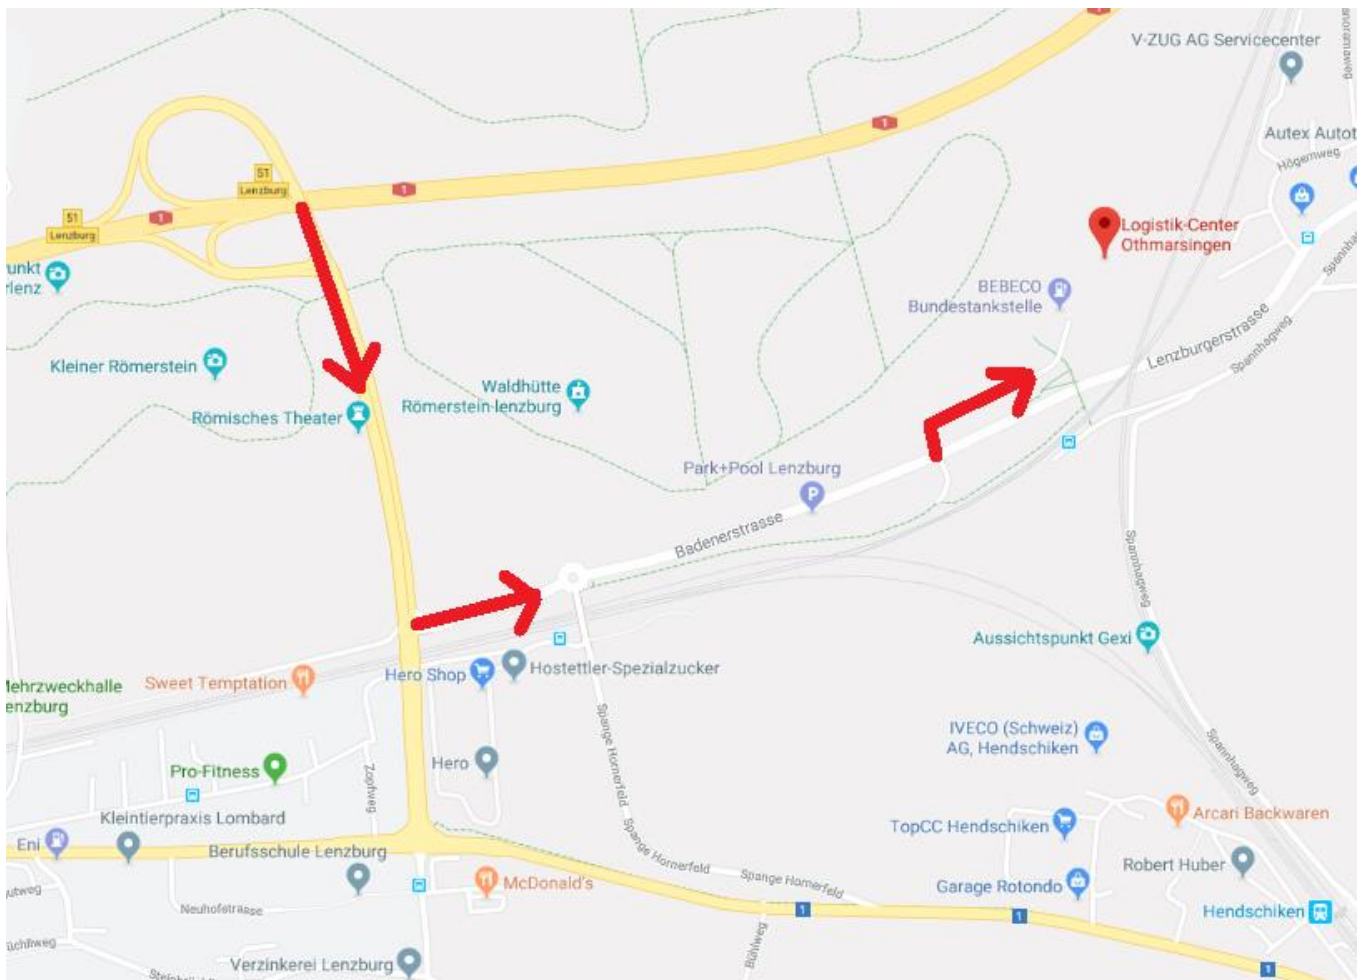 1
V-ZUG AG Servicecenter
1
Autex Autot
Högernweg
51
Lenzburg
1
51
Lenzburg
1
Logistik-Center
Othmarsingen
unkt
rlenz
BEBECO
Bundestankstelle
Spannhag
Lenzburgerstrasse
Spannhagweg
Kleiner Römerstein
Waldhütte
Römerstein-lenzburg
Römisches Theater
Park+Pool Lenzburg
P
Badenerstrasse
Spannhagweg
Aussichtspunkt Gexi
Hostettler-Spezialzucker
Hero Shop
Sweet Temptation
Mehrzweckhalle
enzburg
Spange Hornerfeld
IVECO (Schweiz)
AG, Hendschiken
Spannhagweg
Hero
Pro-Fitness
Zopfweg
Kleintierpraxis Lombard
Eni
Berufsschule Lenzburg
Spange Hornerfeld
Spange Hornerfeld
TopCC Hendschiken
Arcari Backwaren
Robert Huber
McDonald's
Garage Rotondo
Neuhofstrasse
1
1
Hendschiken
Bühlweg
Verzinkerei Lenzburg
1